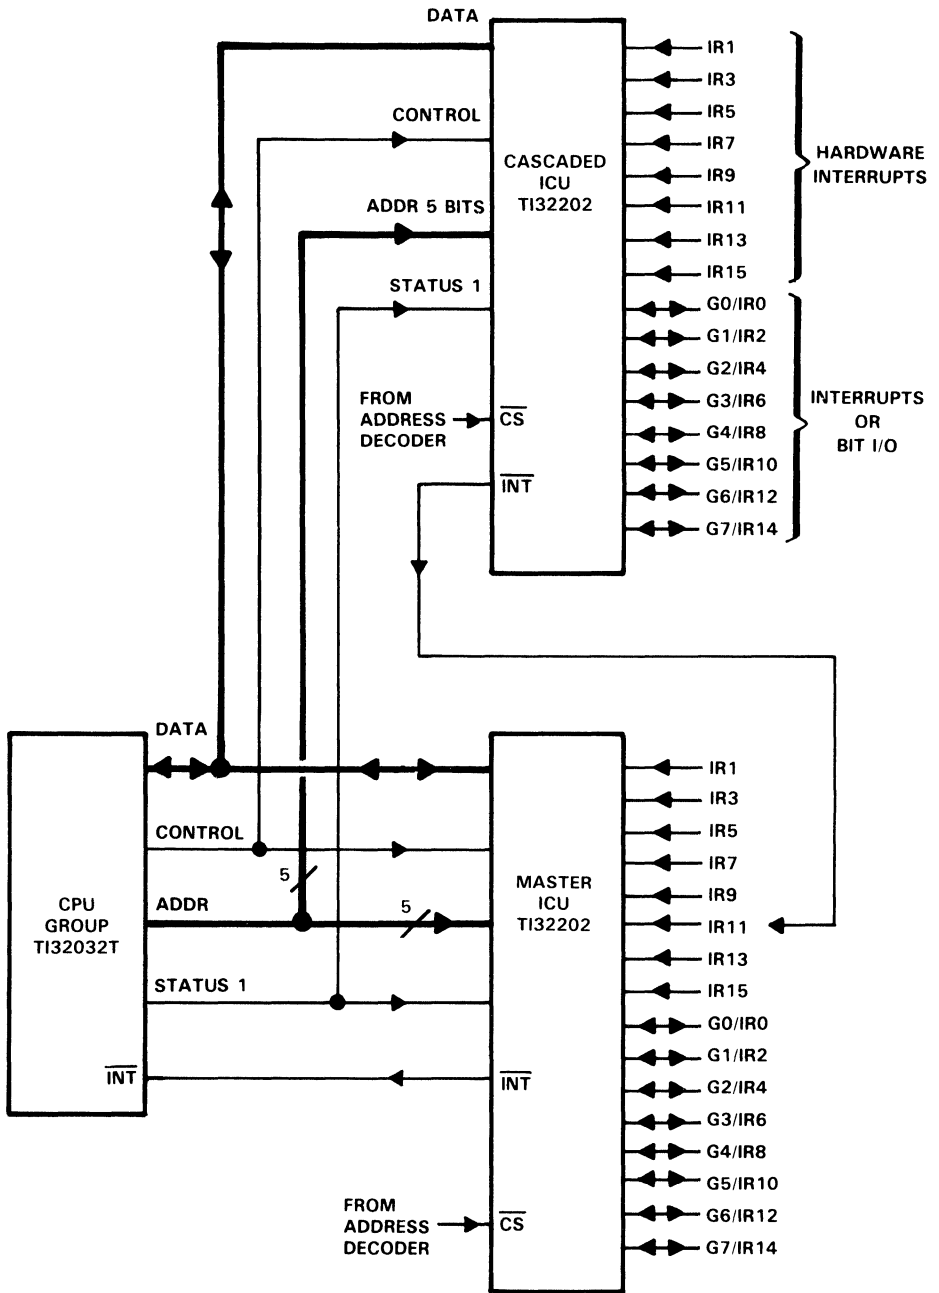 DATA
CONTROL
ADDR 5 BITS
STATUS 1
FROM
ADDRESS
DECODER
CS
INT
CASCADED
ICU
TI32202
IR1
IR3
IR5
IR7
IR9
IR11
IR13
IR15
G0/IR0
G1/IR2
G2/IR4
G3/IR6
G4/IR8
G5/IR10
G6/IR12
G7/IR14
HARDWARE
INTERRUPTS
INTERRUPTS
OR
BIT I/O
DATA
CONTROL
5
ADDR
5
STATUS 1
INT
CPU
GROUP
TI32032T
MASTER
ICU
TI32202
INT
FROM
ADDRESS
DECODER
CS
IR1
IR3
IR5
IR7
IR9
IR11
IR13
IR15
G0/IR0
G1/IR2
G2/IR4
G3/IR6
G4/IR8
G5/IR10
G6/IR12
G7/IR14